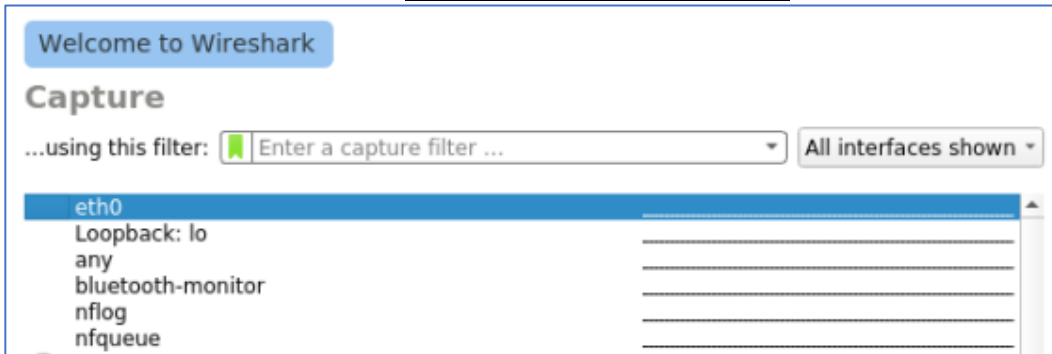 Welcome to Wireshark
Capture
...using this filter: Enter a capture filter ... All interfaces shown
eth0
Loopback: lo
any
bluetooth-monitor
nflog
nfqueue